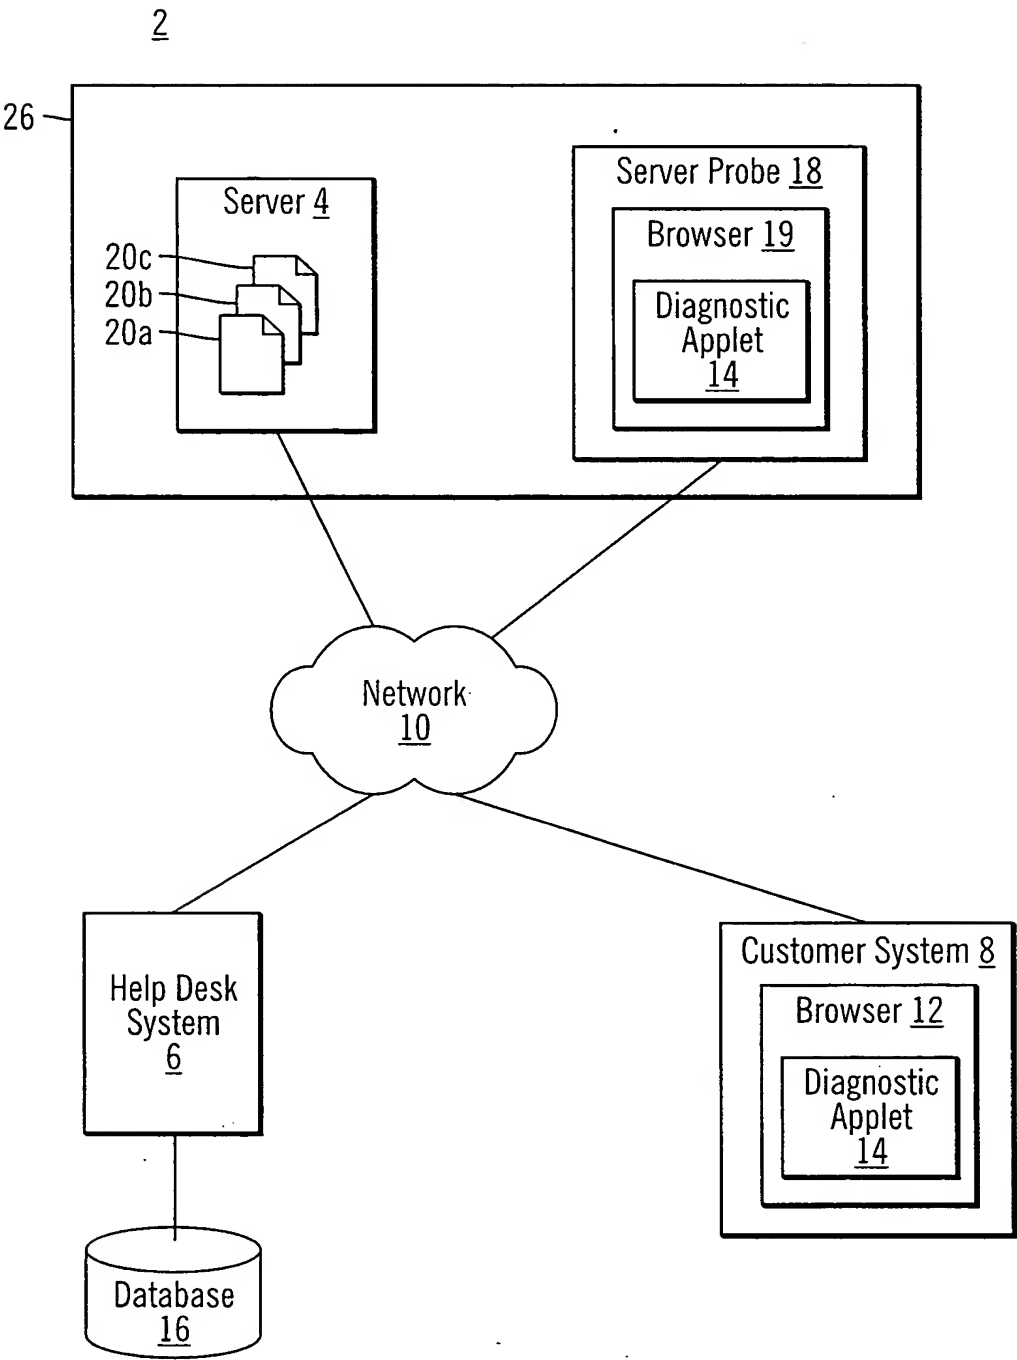 2
26
Server 4
20c
20b
20a
Server Probe 18
Browser 19
Diagnostic
Applet
14
Network
10
Help Desk
System
6
Database
16
Customer System 8
Browser 12
Diagnostic
Applet
14